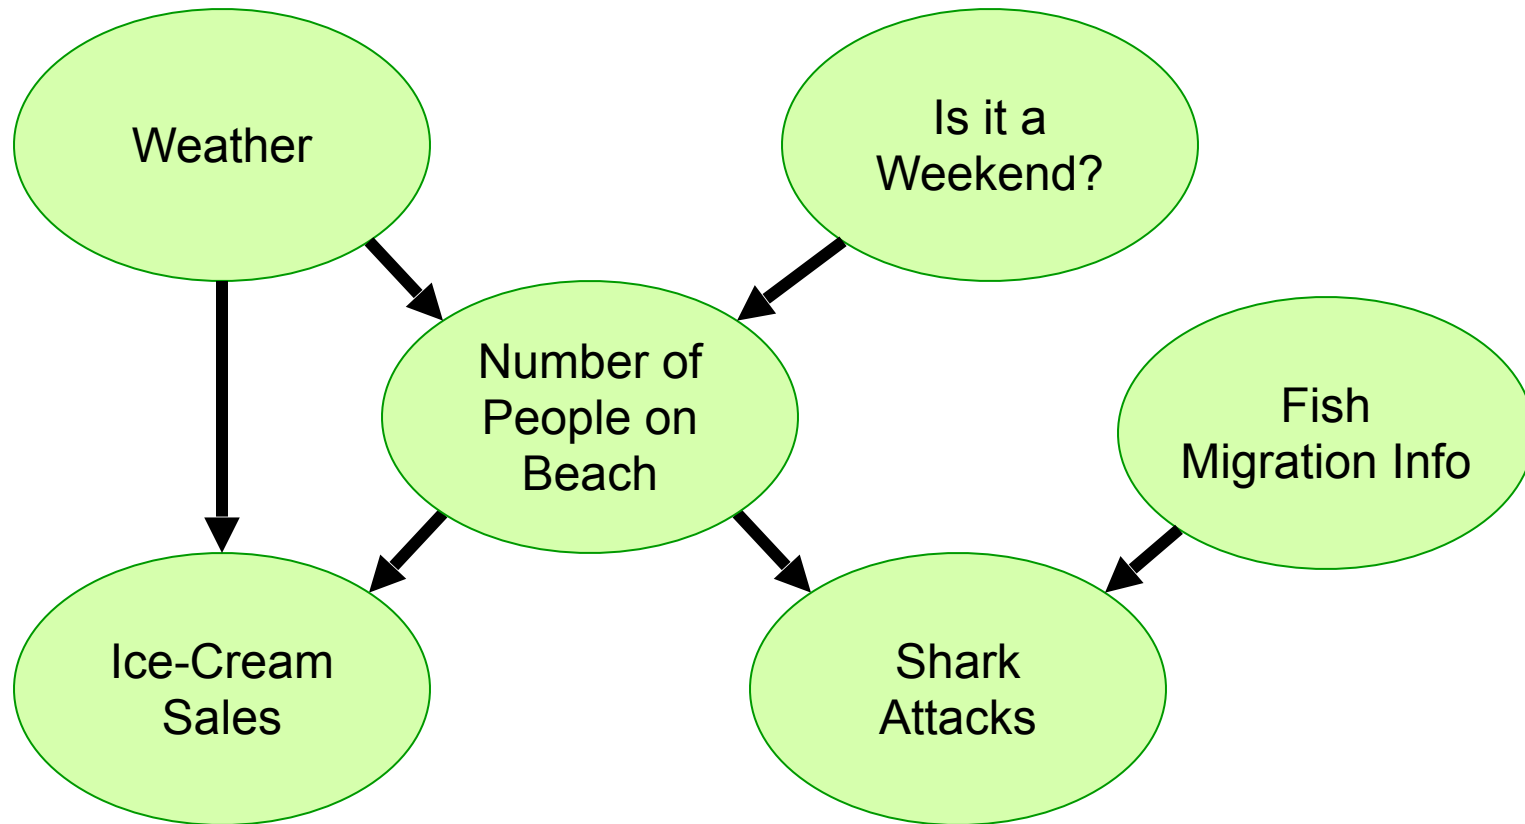 Weather
Is it a
Weekend?
Number of
People on
Beach
Fish
Migration Info
Ice-Cream
Sales
Shark
Attacks